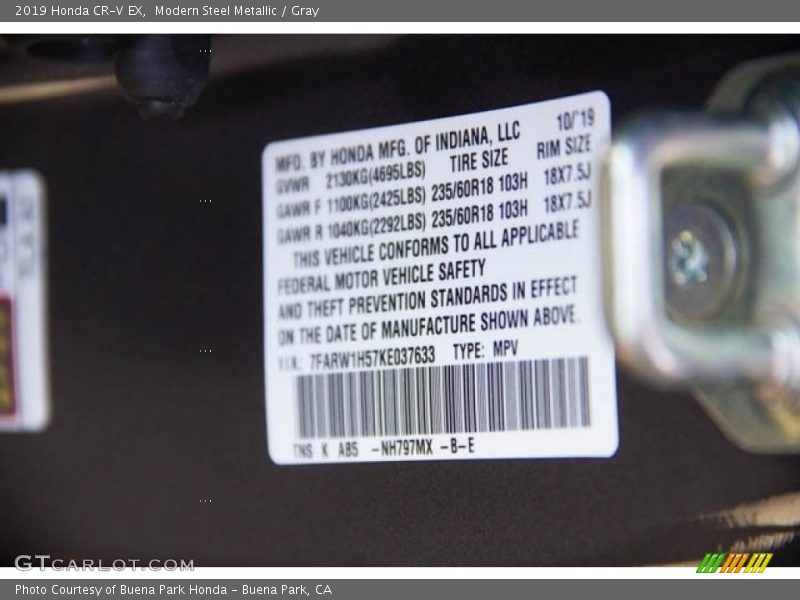 2019 Honda CR-V EX,  Modern Steel Metallic / Gray
MFD. BY HONDA MFG. OF INDIANA, LLC 10/'19
GVWR 2130KG(4695LBS) TIRE SIZE RIM SIZE
GAWR F 1100KG(2425LBS) 235/60R18 103H 18X7.5J
GAWR R 1040KG(2292LBS) 235/60R18 103H 18X7.5J
THIS VEHICLE CONFORMS TO ALL APPLICABLE
FEDERAL MOTOR VEHICLE SAFETY
AND THEFT PREVENTION STANDARDS IN EFFECT
ON THE DATE OF MANUFACTURE SHOWN ABOVE.
V.I.N.: 7FARW1H57KE037633 TYPE: MPV
TNS K AB5 -NH797MX -B-E
GTCARLOT.COM
Photo Courtesy of Buena Park Honda - Buena Park, CA